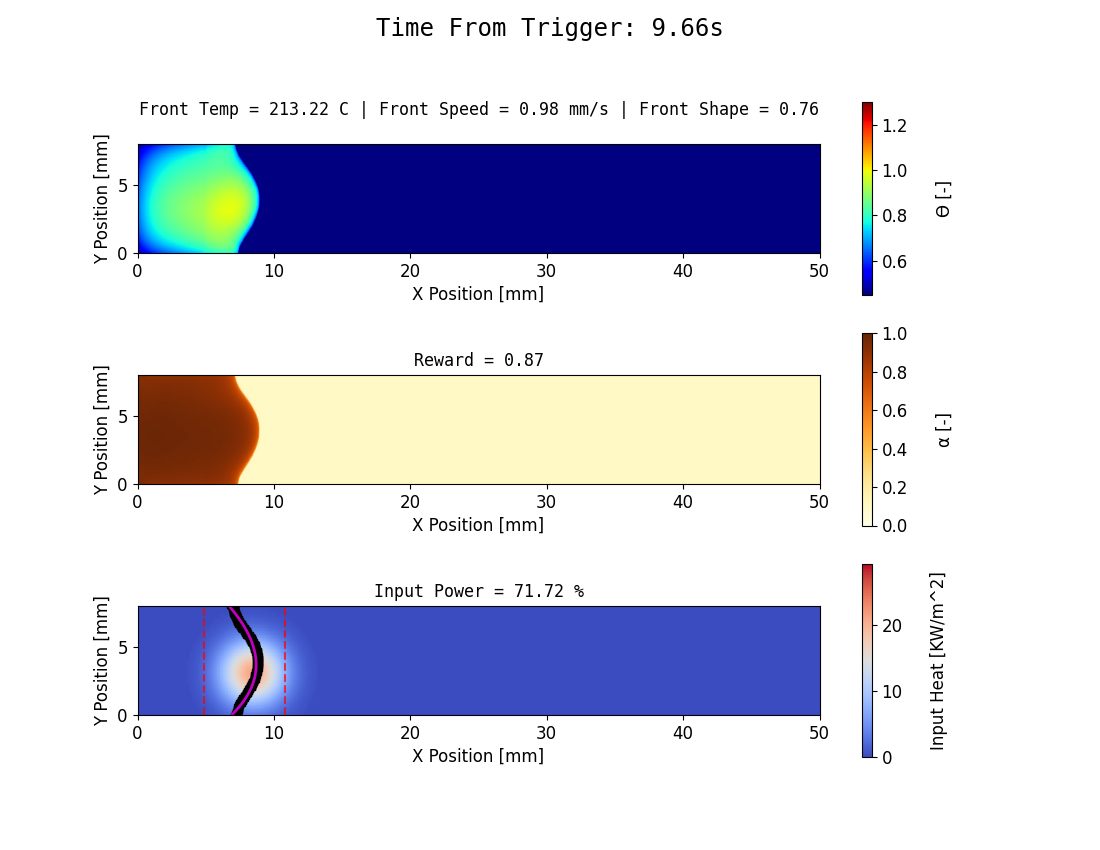 Time From Trigger: 9.66s
Front Temp = 213.22 C | Front Speed = 0.98 mm/s | Front Shape = 0.76
Y Position [mm]
5
0
0 10 20 30 40 50
X Position [mm]
1.2
1.0
0.8
0.6
Θ [-]
Reward = 0.87
Y Position [mm]
5
0
0 10 20 30 40 50
X Position [mm]
1.0
0.8
0.6
0.4
0.2
0.0
α [-]
Input Power = 71.72 %
Y Position [mm]
5
0
0 10 20 30 40 50
X Position [mm]
20
10
0
Input Heat [KW/m^2]